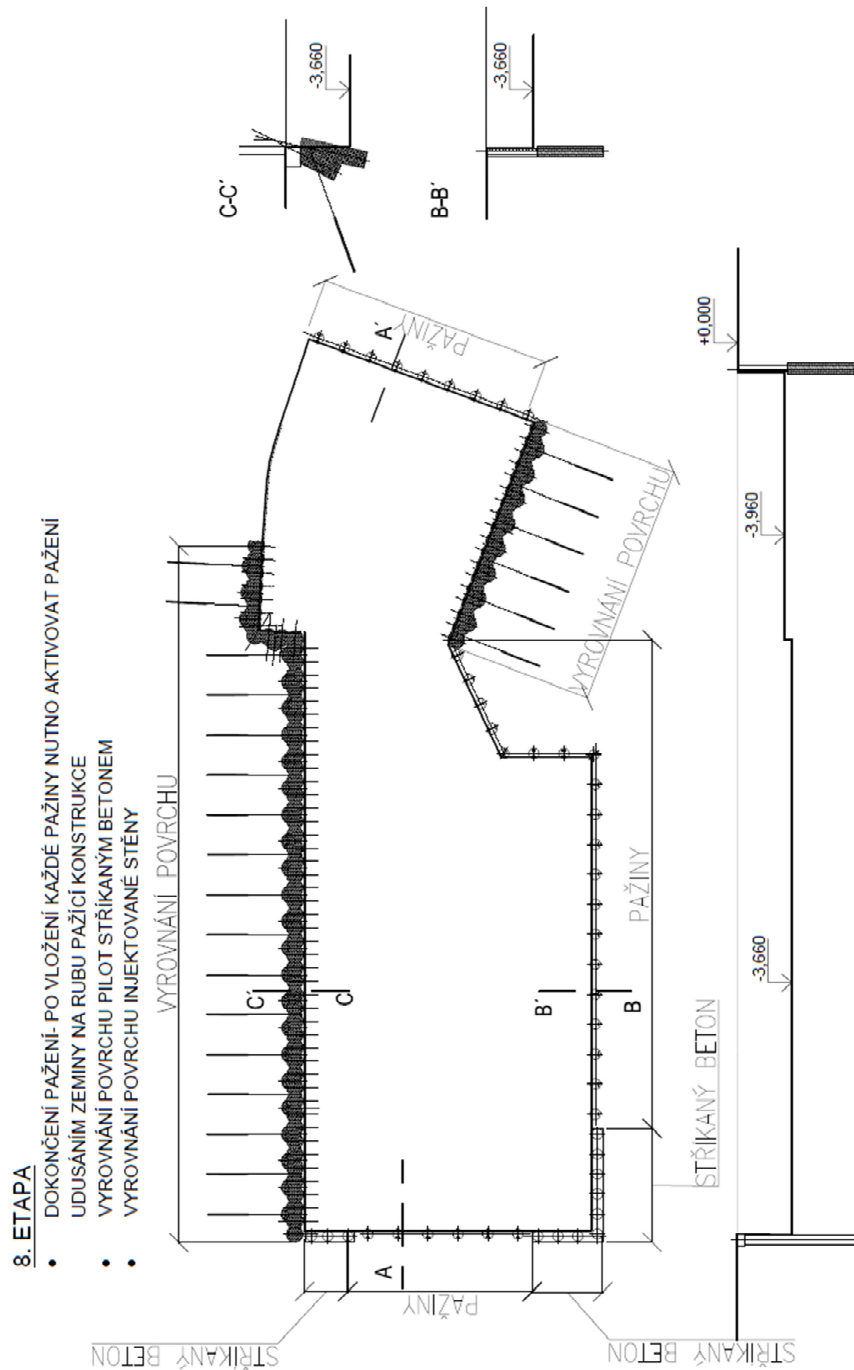 8. ETAPA
• DOKONČENÍ PAŽENÍ- PO VLOŽENÍ KAŽDÉ PAŽINY NUTNO AKTIVOVAT PAŽENÍ
UDUSÁNÍM ZEMINY NA RUBU PAŽÍCÍ KONSTRUKCE
• VYROVNÁNÍ POVRCHU PILOT STŘÍKANÝM BETONEM
• VYROVNÁNÍ POVRCHU INJEKTOVANÉ STĚNY
VYROVNÁNÍ POVRCHU
C-C´
-3,660
B-B´
-3,660
C´
C
PAŽINY
A´
STŘÍKANÝ BETON
A
PAŽINY
STŘÍKANÝ BETON
B´
B
PAŽINY
VYROVNÁNÍ POVRCHU
STŘÍKANÝ BETON
-3,660
-3,960
+0,000